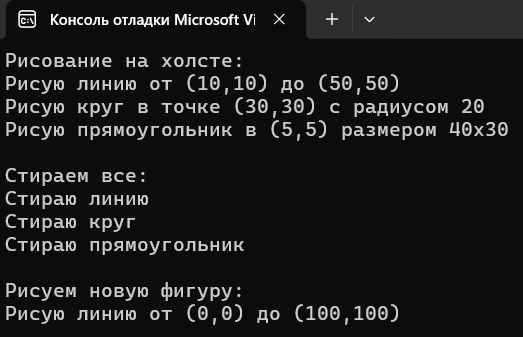 Консоль отладки Microsoft Vi
Рисование на холсте:
Рисую линию от (10,10) до (50,50)
Рисую круг в точке (30,30) с радиусом 20
Рисую прямоугольник в (5,5) размером 40x30
Стираем все:
Стираю линию
Стираю круг
Стираю прямоугольник
Рисуем новую фигуру:
Рисую линию от (0,0) до (100,100)